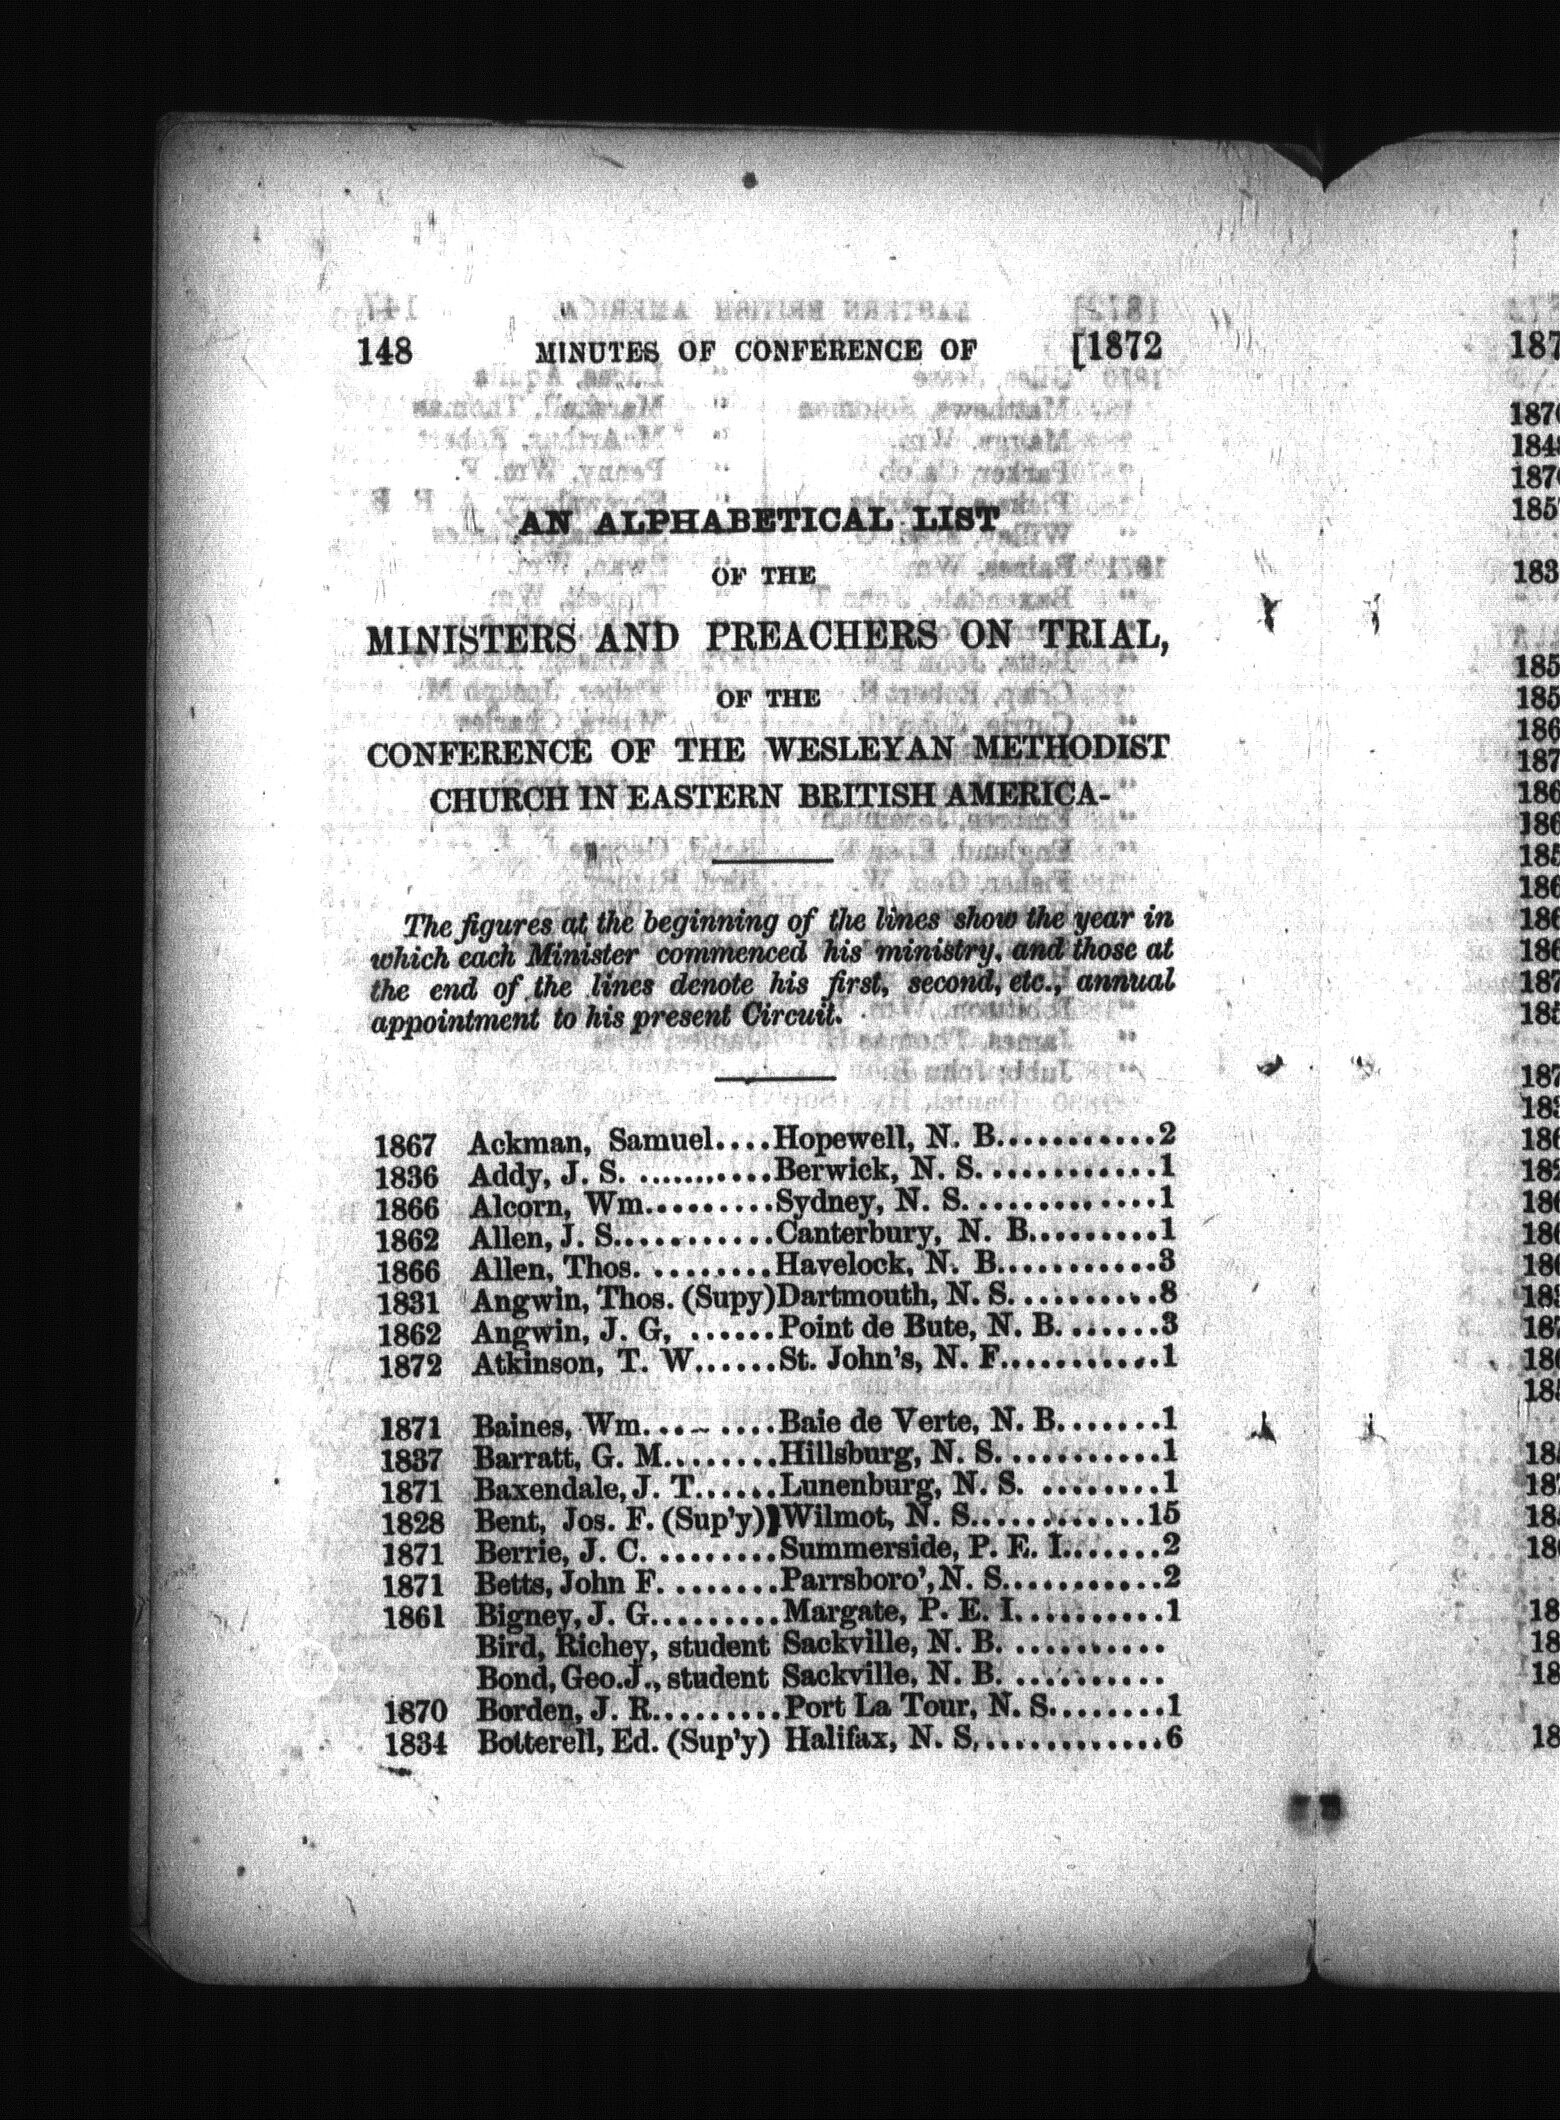 148 MINUTES OF CONFERENCE OF [1872
AN ALPHABETICAL LIST
OF THE
MINISTERS AND PREACHERS ON TRIAL,
OF THE
CONFERENCE OF THE WESLEYAN METHODIST
CHURCH IN EASTERN BRITISH AMERICA-
The figures at the beginning of the lines show the year in
which each Minister commenced his ministry, and those at
the end of the lines denote his first, second, etc., annual
appointment to his present Circuit.
1867 Ackman, Samuel....Hopewell, N. B...........2
1836 Addy, J. S. ...........Berwick, N. S............1
1866 Alcorn, Wm.........Sydney, N. S.............1
1862 Allen, J. S...........Canterbury, N. B.........1
1866 Allen, Thos. ........Havelock, N. B...........3
1831 Angwin, Thos. (Supy)Dartmouth, N. S..........8
1862 Angwin, J. G, ......Point de Bute, N. B.......3
1872 Atkinson, T. W......St. John's, N. F...........1
1871 Baines, Wm........Baie de Verte, N. B.......1
1837 Barratt, G. M........Hillsburg, N. S...........1
1871 Baxendale, J. T......Lunenburg, N. S. ........1
1828 Bent, Jos. F. (Sup'y) Wilmot, N. S............15
1871 Berrie, J. C. ........Summerside, P. E. I.......2
1871 Betts, John F. .......Parrsboro', N. S...........2
1861 Bigney, J. G.........Margate, P. E. I..........1
Bird, Richey, student Sackville, N. B. ..........
Bond, Geo. J., student Sackville, N. B. ..........
1870 Borden, J. R.........Port La Tour, N. S........1
1834 Botterell, Ed. (Sup'y) Halifax, N. S,............6